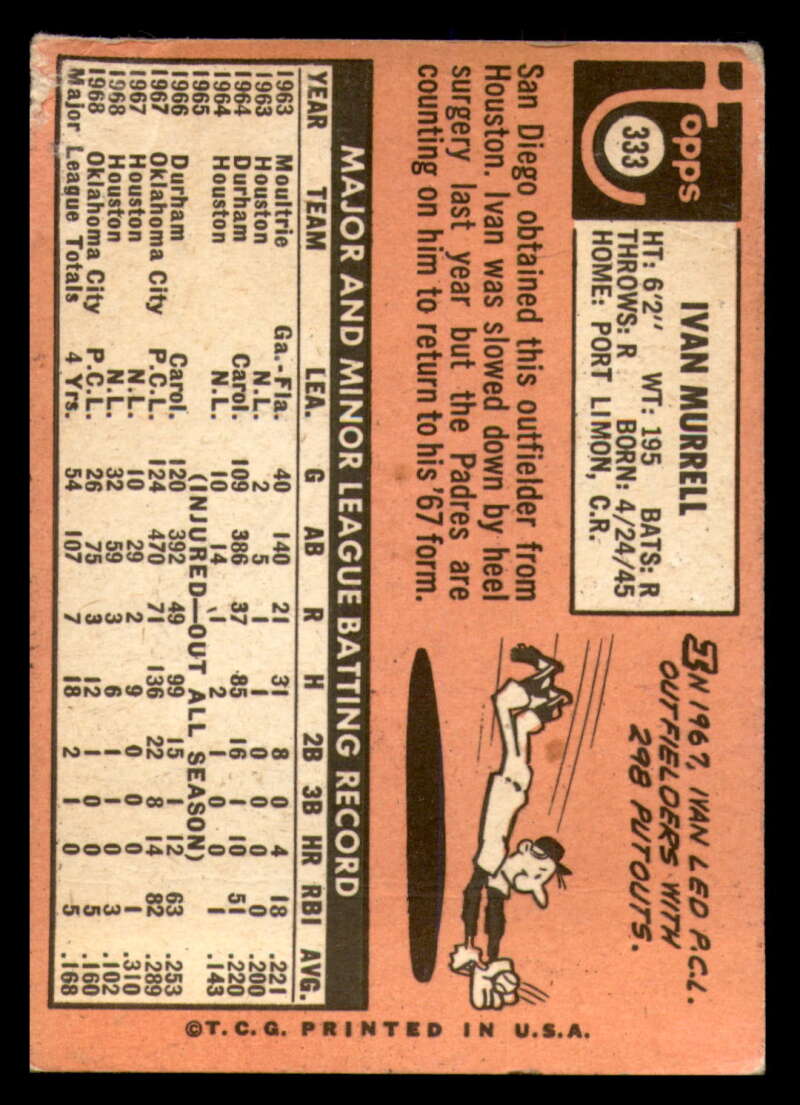 Topps
333
IVAN MURRELL
HT: 6'2" WT: 195 BATS: R
THROWS: R BORN: 4/24/45
HOME: PORT LIMON, C.R.
San Diego obtained this outfielder from
Houston. Ivan was slowed down by heel
surgery last year but the Padres are
counting on him to return to his '67 form.
IN 1967, IVAN LED P.C.L.
OUTFIELDERS WITH
298 PUTOUTS.
MAJOR AND MINOR LEAGUE BATTING RECORD
YEAR TEAM LEA. G AB R H 2B 3B HR RBI AVG.
1963 Moultrie Ga.-Fla. 40 140 21 31 8 0 4 18 .221
1963 Houston N.L. 2 5 1 1 0 0 0 0 .200
1964 Durham Carol. 109 386 37 85 16 1 10 51 .220
1964 Houston N.L. 10 14 1 2 1 0 0 1 .143
1965 (INJURED—OUT ALL SEASON)
1966 Durham Carol. 120 392 49 99 15 1 12 63 .253
1967 Oklahoma City P.C.L. 124 470 71 136 22 8 14 82 .289
1967 Houston N.L. 10 29 2 9 0 0 0 1 .310
1968 Houston N.L. 32 59 3 6 1 1 0 3 .102
1968 Oklahoma City P.C.L. 26 75 3 12 1 0 0 5 .160
Major League Totals 4 Yrs. 54 107 7 18 2 1 0 5 .168
©T.C.G. PRINTED IN U.S.A.